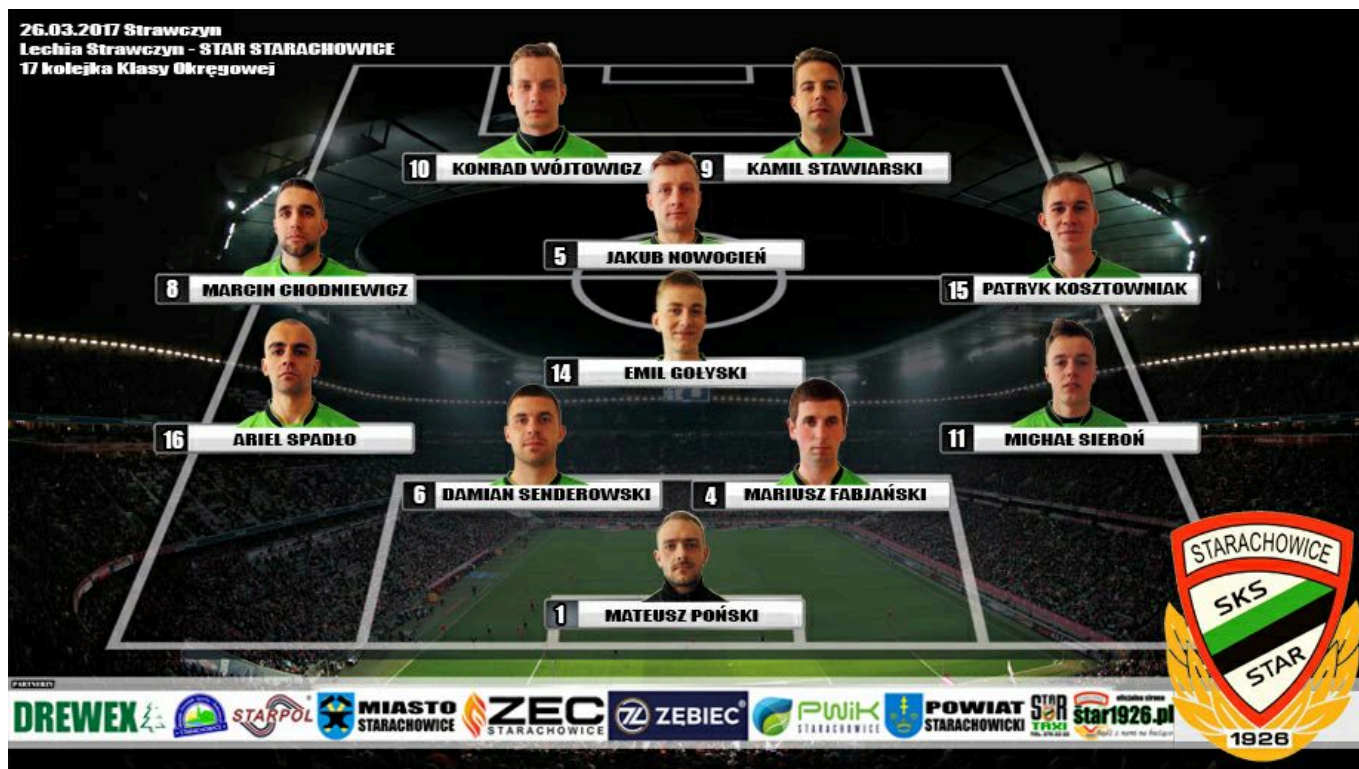 26.03.2017 Strawczyn
Lechia Strawczyn - STAR STARACHOWICE
17 kolejka Klasy Okręgowej
10 KONRAD WÓJTOWICZ
9 KAMIL STAWIARSKI
5 JAKUB NOWOCIEŃ
8 MARCIN CHODNIEWICZ
15 PATRYK KOSZTOWNIAK
14 EMIL GOŁYSKI
16 ARIEL SPADŁO
11 MICHAŁ SIEROŃ
6 DAMIAN SENDEROWSKI
4 MARIUSZ FABJAŃSKI
1 MATEUSZ POŃSKI
STARACHOWICE
SKS
STAR
1926
PARTNERZY
DREWEX
STARPOL
MIASTO
STARACHOWICE
ZEC
STARACHOWICE
ZĘBIEC
PWiK
STARACHOWICE
POWIAT
STARACHOWICKI
STAR
TAXI
oficjalna strona
star1926.pl